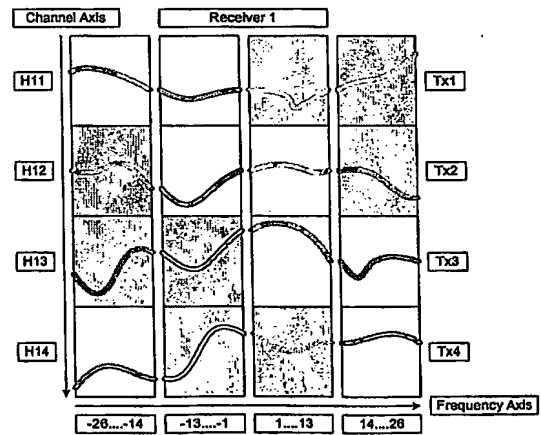 Channel Axis
Receiver 1
H11
Tx1
H12
Tx2
H13
Tx3
H14
Tx4
Frequency Axis
-26....-14
-13....-1
1....13
14....26